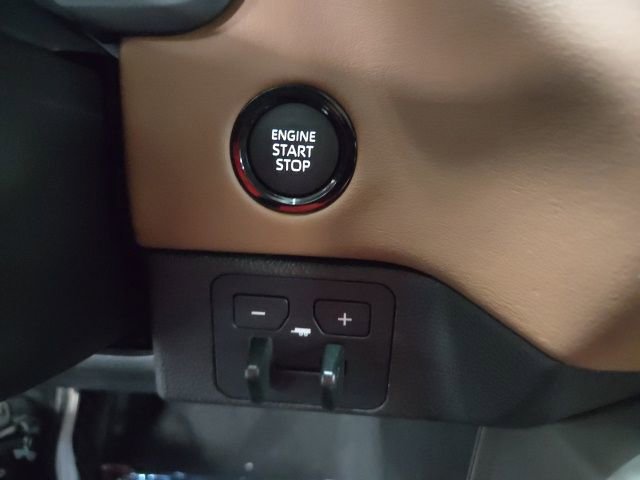 ENGINE
START
STOP
- +